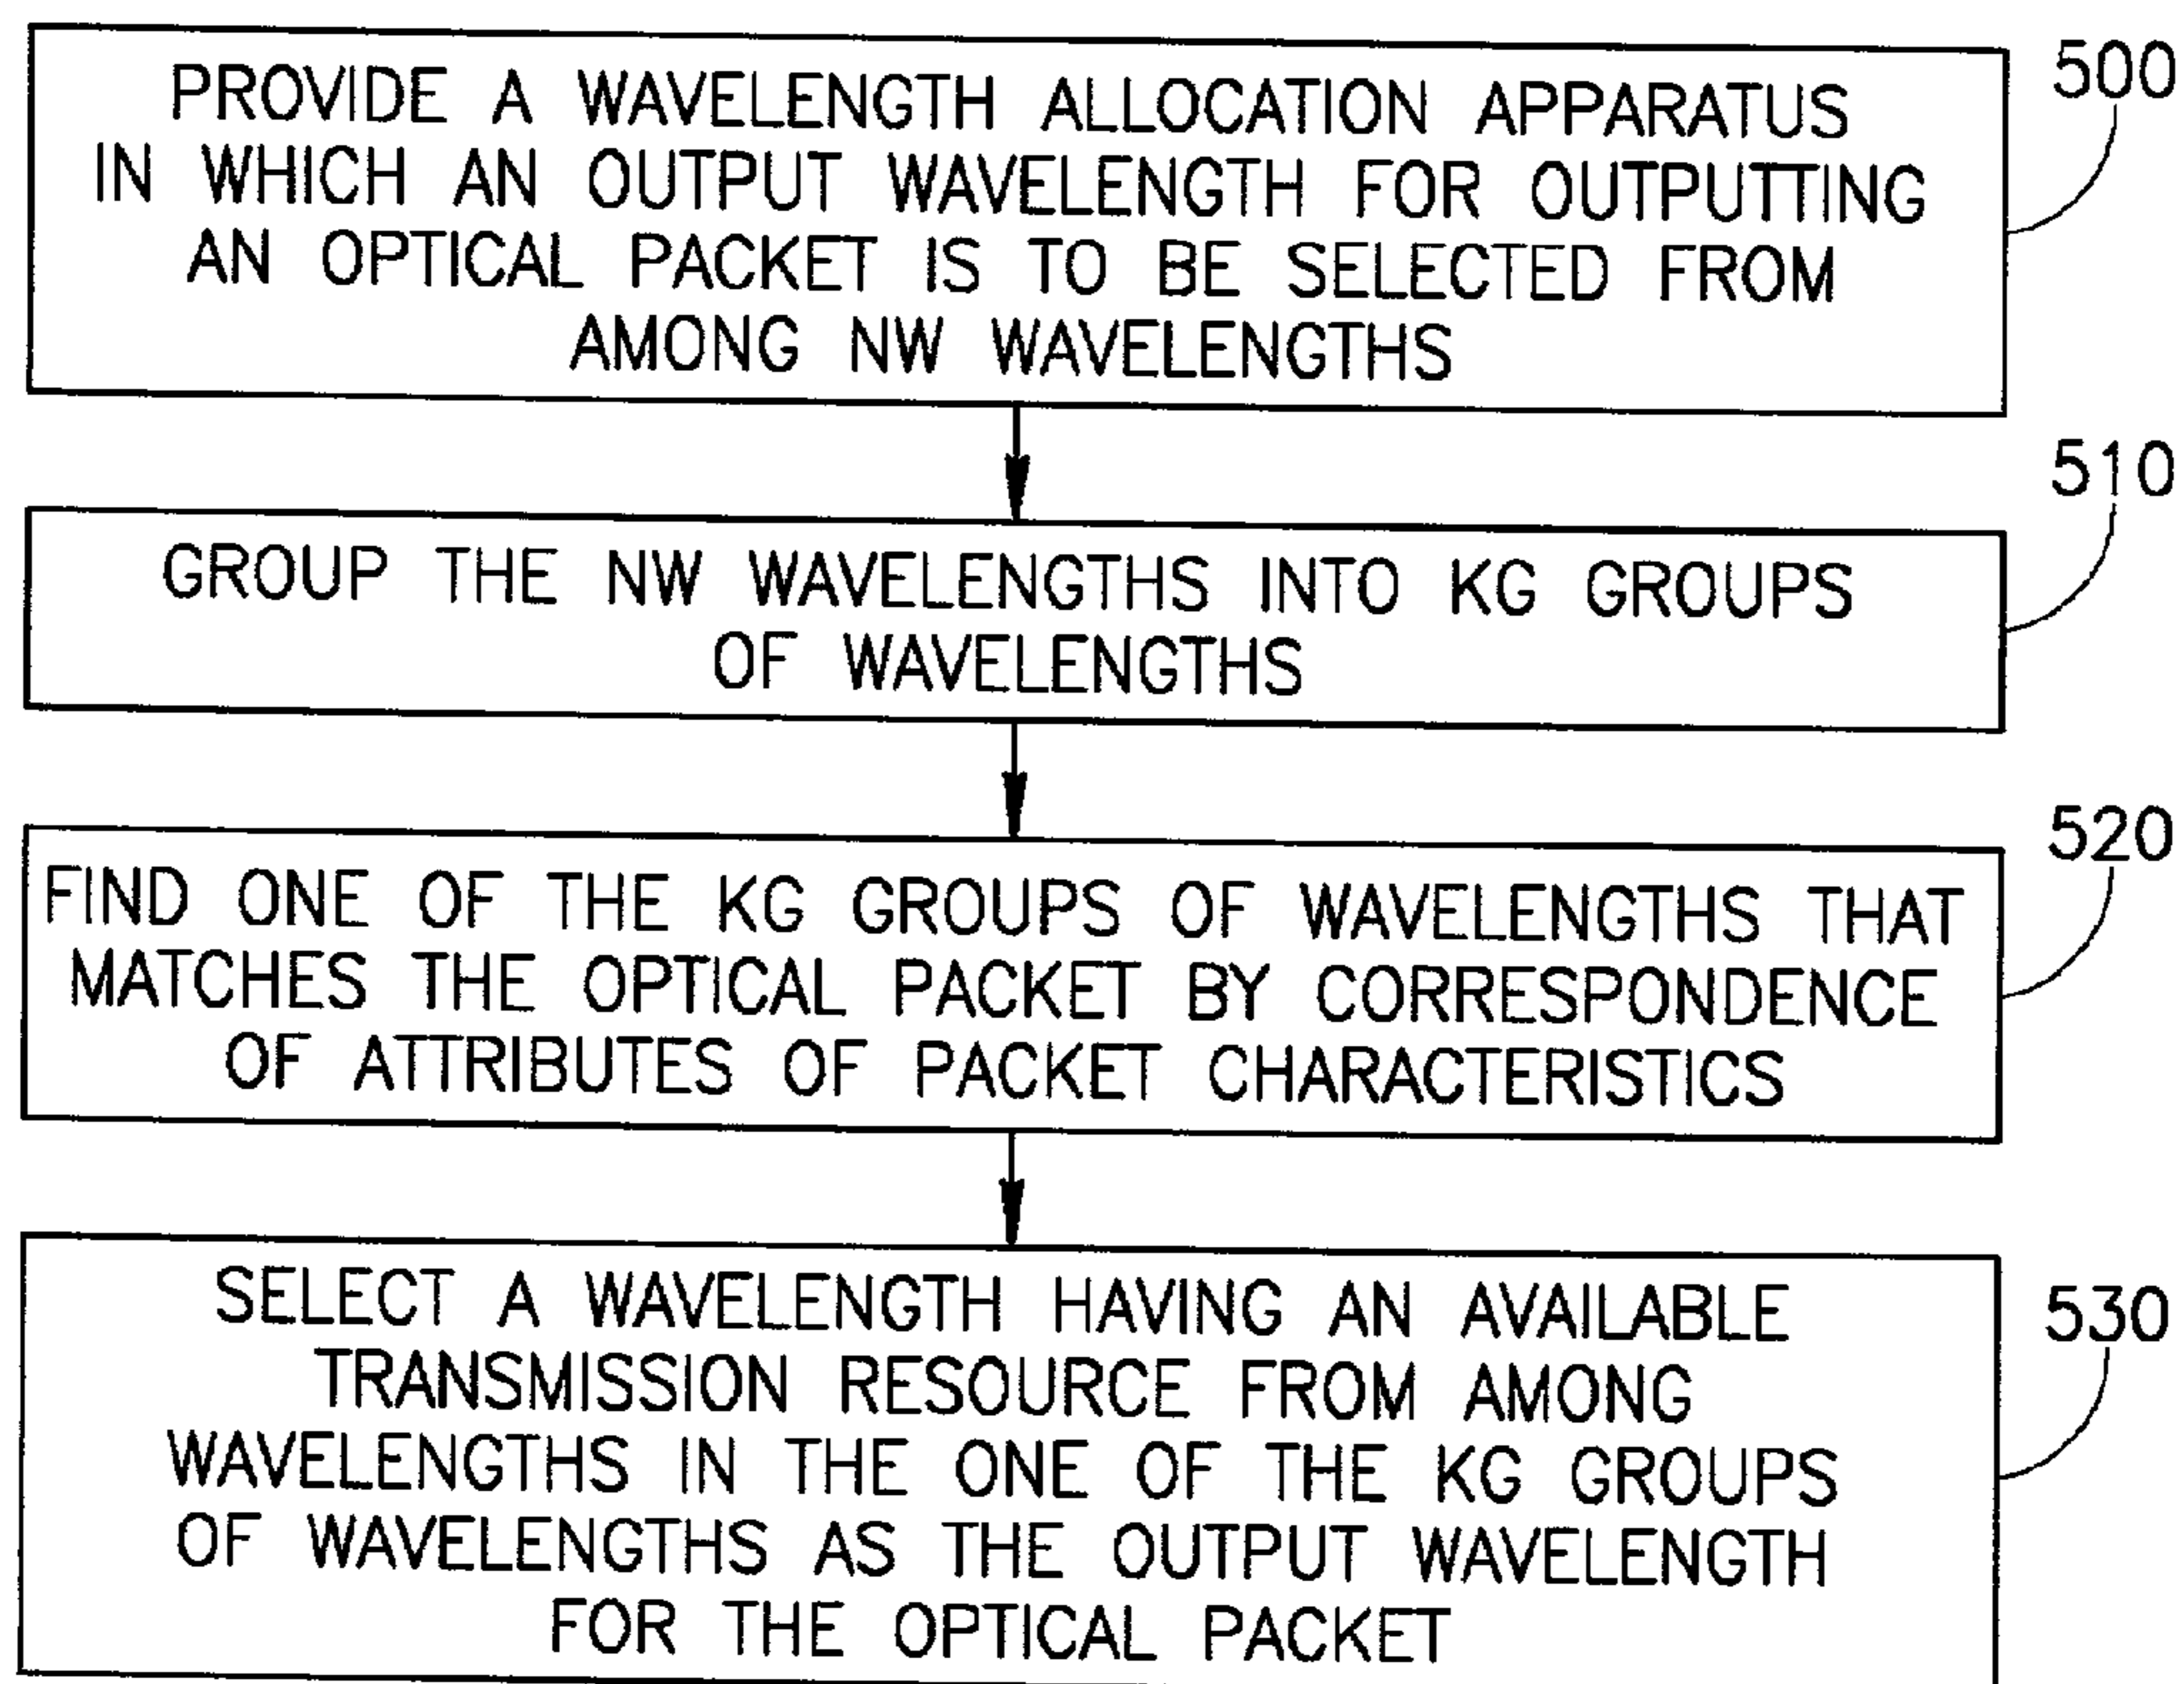 PROVIDE A WAVELENGTH ALLOCATION APPARATUS
IN WHICH AN OUTPUT WAVELENGTH FOR OUTPUTTING
AN OPTICAL PACKET IS TO BE SELECTED FROM
AMONG NW WAVELENGTHS
500
GROUP THE NW WAVELENGTHS INTO KG GROUPS
OF WAVELENGTHS
510
FIND ONE OF THE KG GROUPS OF WAVELENGTHS THAT
MATCHES THE OPTICAL PACKET BY CORRESPONDENCE
OF ATTRIBUTES OF PACKET CHARACTERISTICS
520
SELECT A WAVELENGTH HAVING AN AVAILABLE
TRANSMISSION RESOURCE FROM AMONG
WAVELENGTHS IN THE ONE OF THE KG GROUPS
OF WAVELENGTHS AS THE OUTPUT WAVELENGTH
FOR THE OPTICAL PACKET
530